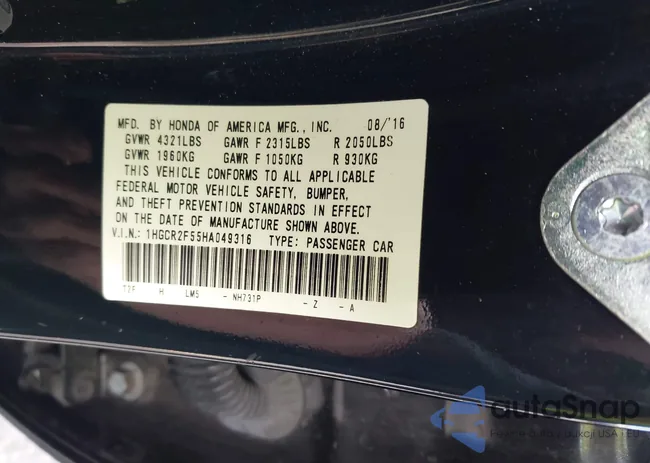 MFD. BY HONDA OF AMERICA MFG., INC. 08/'16
GVWR 4321LBS GAWR F 2315LBS R 2050LBS
GVWR 1960KG GAWR F 1050KG R 930KG
THIS VEHICLE CONFORMS TO ALL APPLICABLE
FEDERAL MOTOR VEHICLE SAFETY, BUMPER,
AND THEFT PREVENTION STANDARDS IN EFFECT
ON THE DATE OF MANUFACTURE SHOWN ABOVE.
V.I.N.: 1HGCR2F55HA049316 TYPE: PASSENGER CAR
T2F H LM5 - NH731P - Z - A
autoSnap